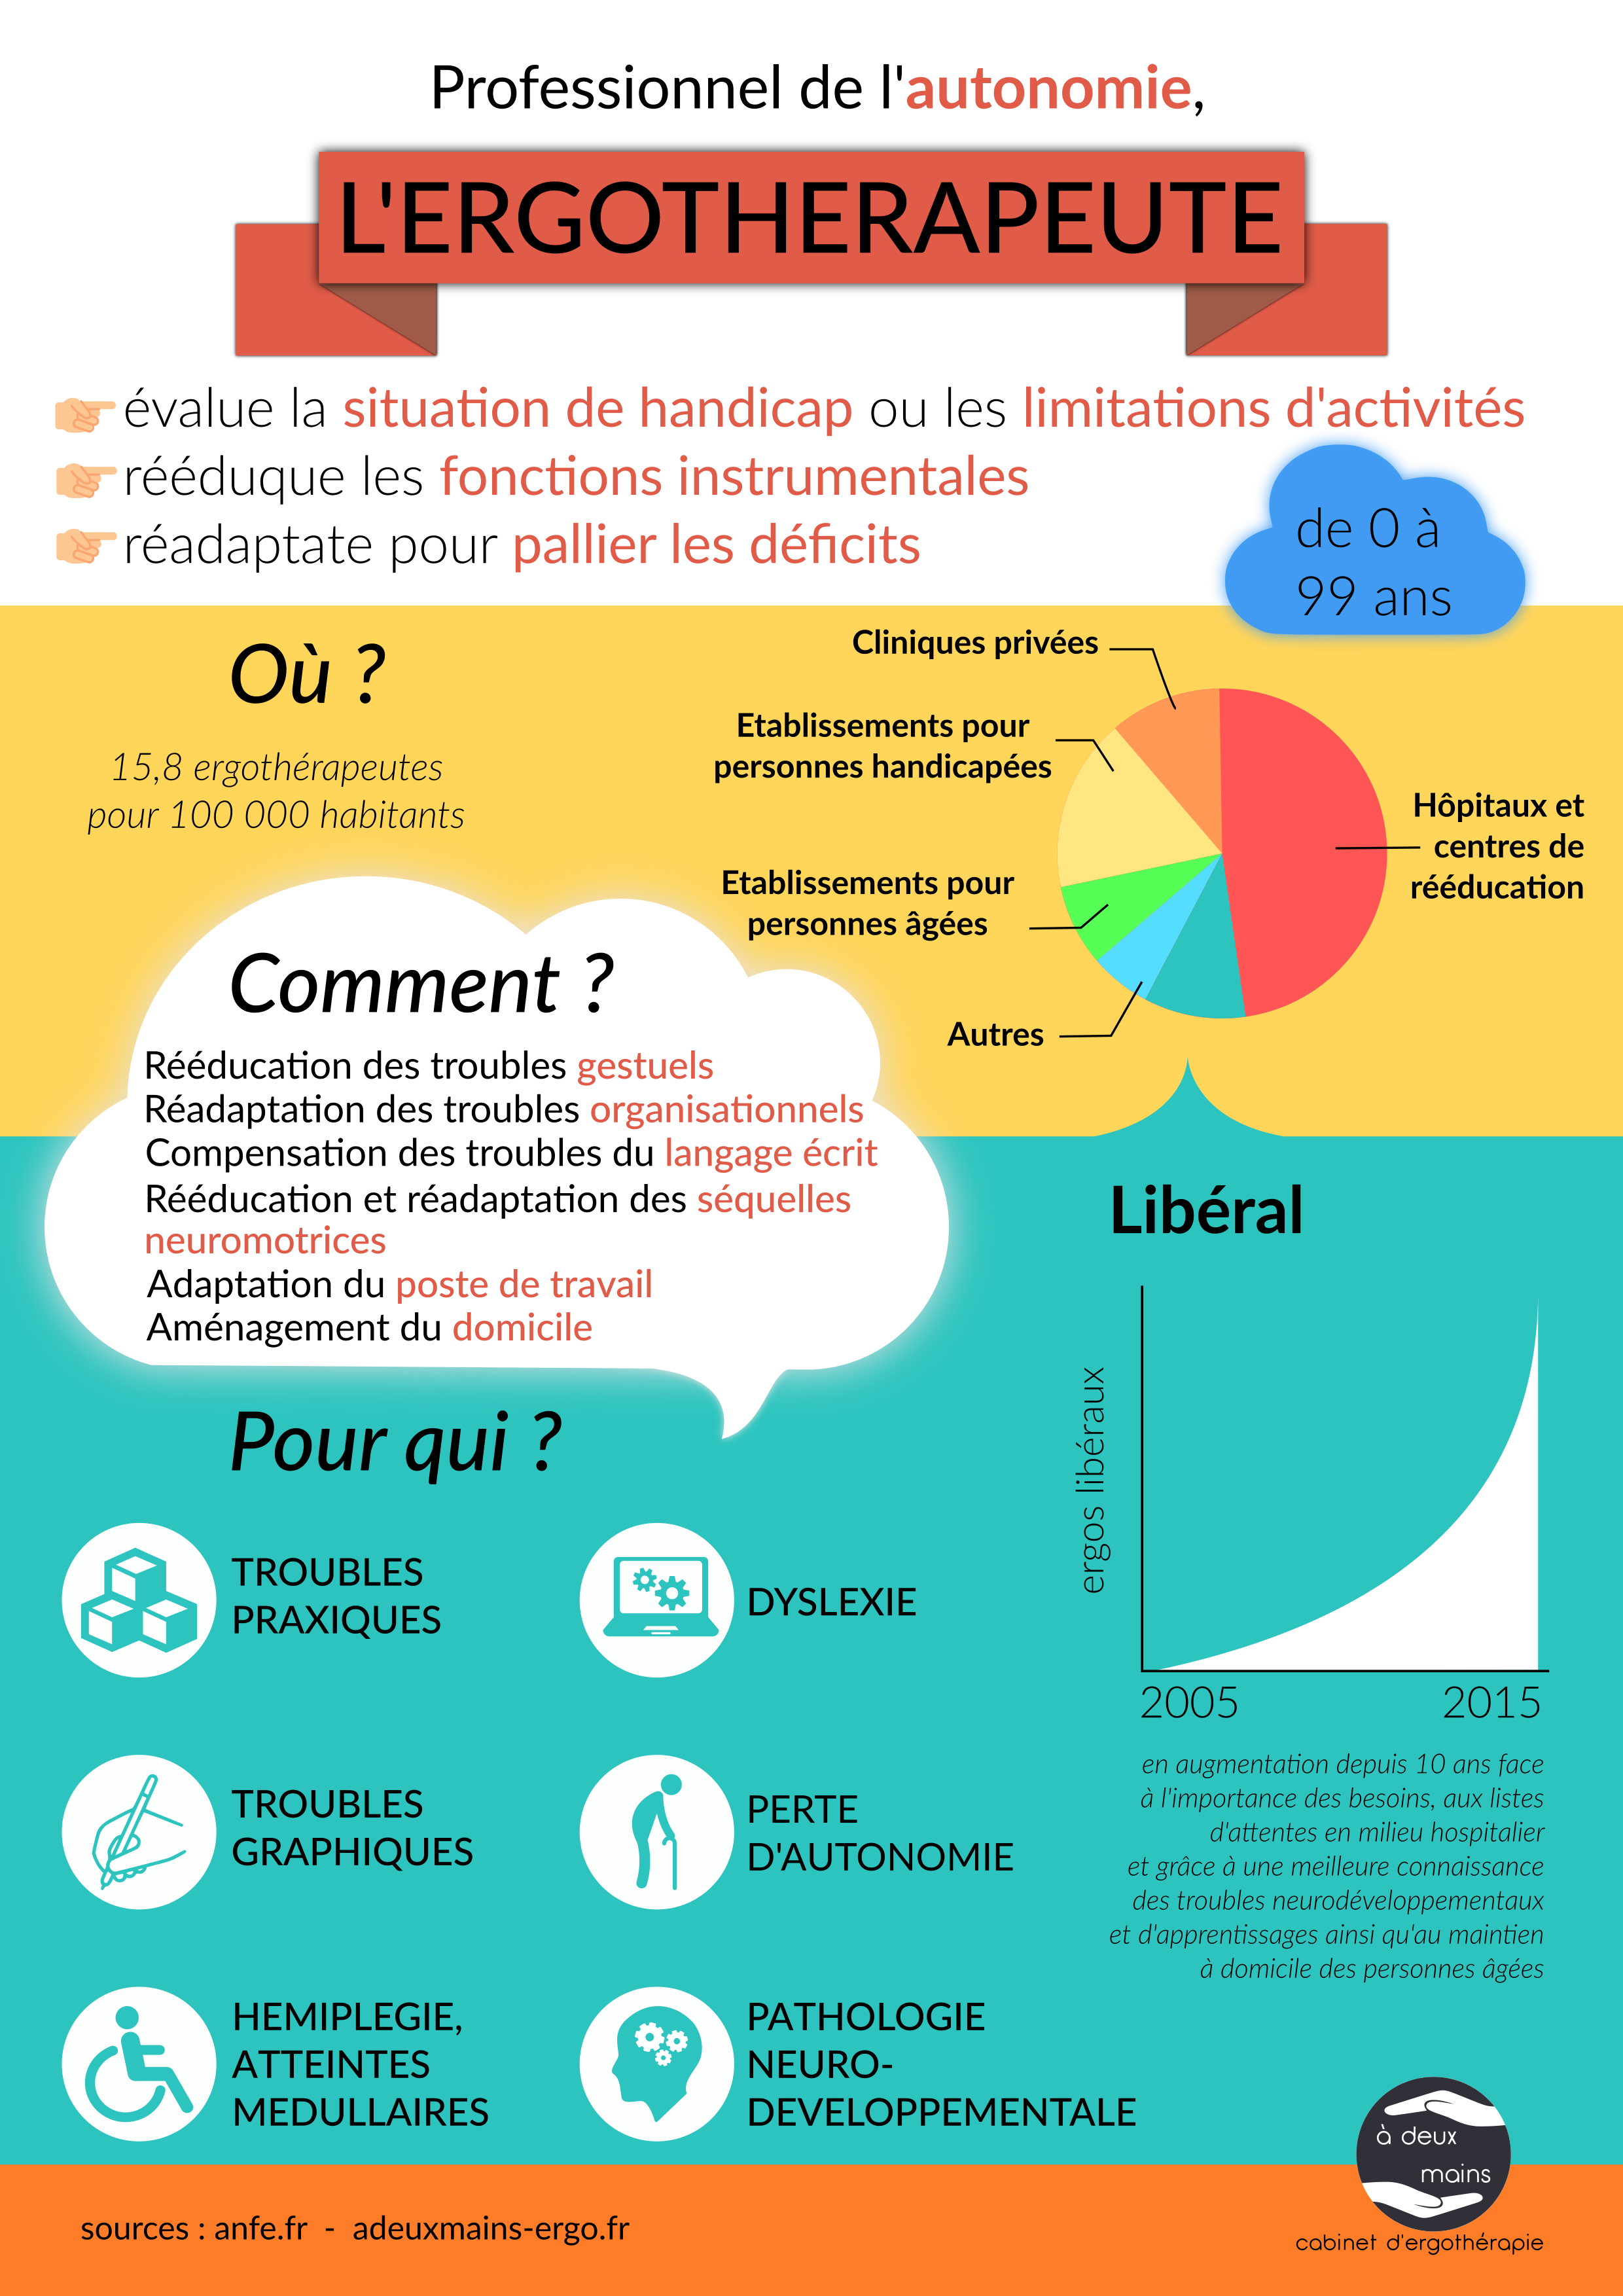 Professionnel de l'autonomie,
L'ERGOTHERAPEUTE
évalue la situation de handicap ou les limitations d'activités
rééduque les fonctions instrumentales
réadaptate pour pallier les déficits
de 0 à
99 ans
Où ?
15,8 ergothérapeutes
pour 100 000 habitants
Cliniques privées
Etablissements pour
personnes handicapées
Hôpitaux et
centres de
rééducation
Etablissements pour
personnes âgées
Autres
Comment ?
Rééducation des troubles gestuels
Réadaptation des troubles organisationnels
Compensation des troubles du langage écrit
Rééducation et réadaptation des séquelles
neuromotrices
Adaptation du poste de travail
Aménagement du domicile
Libéral
ergos libéraux
2005 2015
en augmentation depuis 10 ans face
à l'importance des besoins, aux listes
d'attentes en milieu hospitalier
et grâce à une meilleure connaissance
des troubles neurodéveloppementaux
et d'apprentissages ainsi qu'au maintien
à domicile des personnes âgées
Pour qui ?
TROUBLES
PRAXIQUES
DYSLEXIE
TROUBLES
GRAPHIQUES
PERTE
D'AUTONOMIE
HEMIPLEGIE,
ATTEINTES
MEDULLAIRES
PATHOLOGIE
NEURO-
DEVELOPPEMENTALE
à deux
mains
cabinet d'ergothérapie
sources : anfe.fr - adeuxmains-ergo.fr